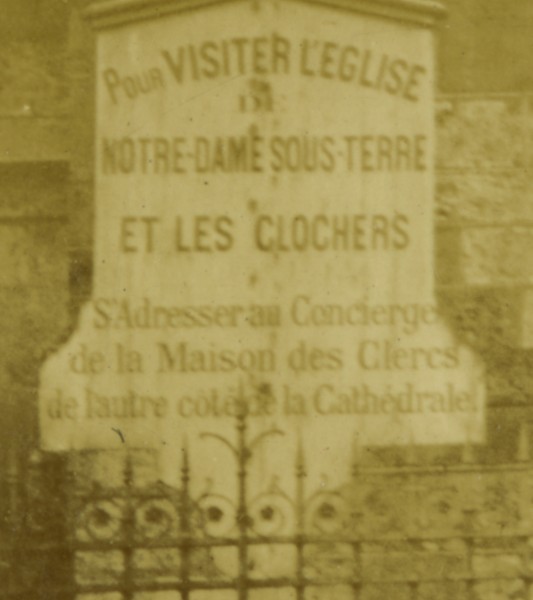 POUR VISITER L'EGLISE
DE
NOTRE-DAME SOUS-TERRE
ET LES CLOCHERS
S'Adresser au Concierge
de la Maison des Clercs
de l'autre côté de la Cathédrale.